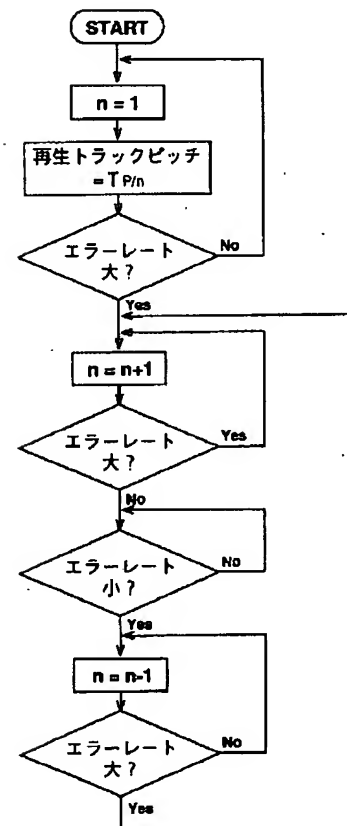 START
n = 1
再生トラックピッチ
=TP/n
エラーレート
大?
No
Yes
n = n+1
エラーレート
大?
Yes
No
エラーレート
小?
No
Yes
n = n-1
エラーレート
大?
No
Yes